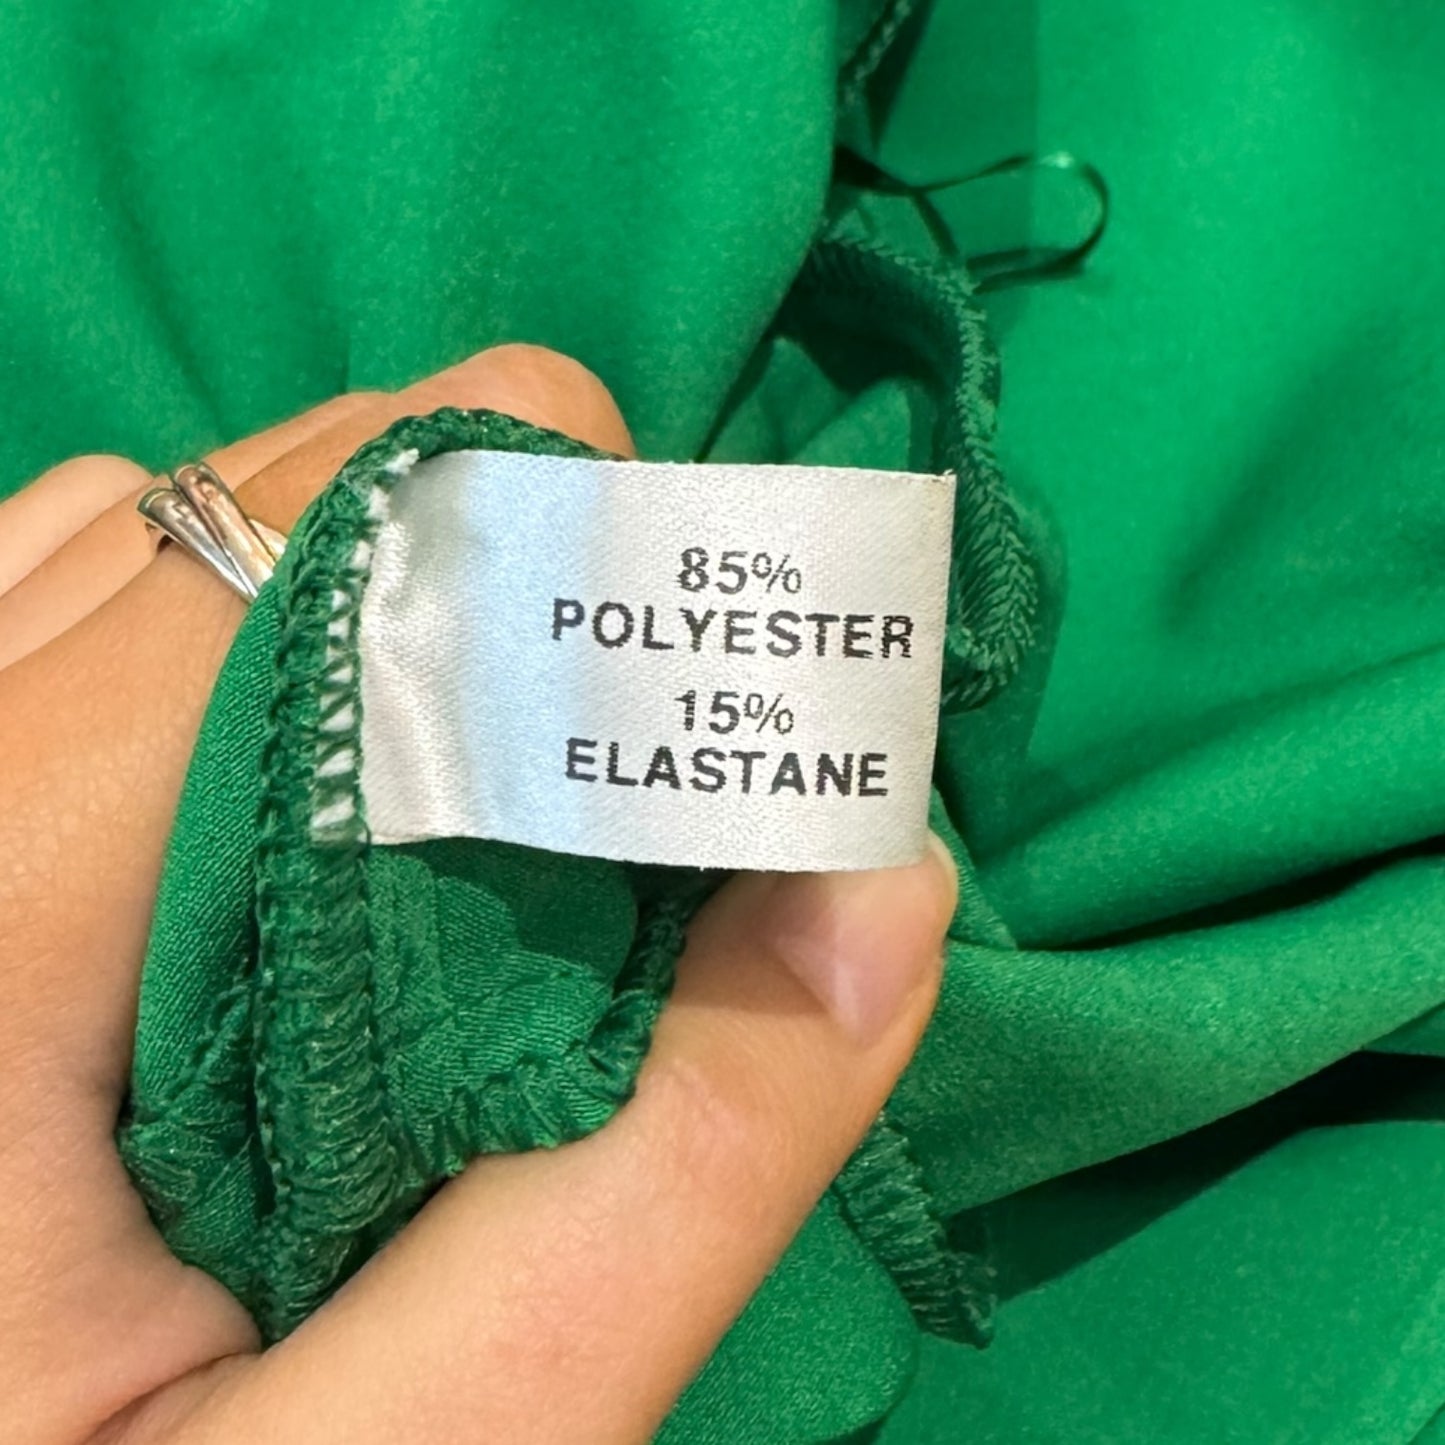 85%
POLYESTER
15%
ELASTANE